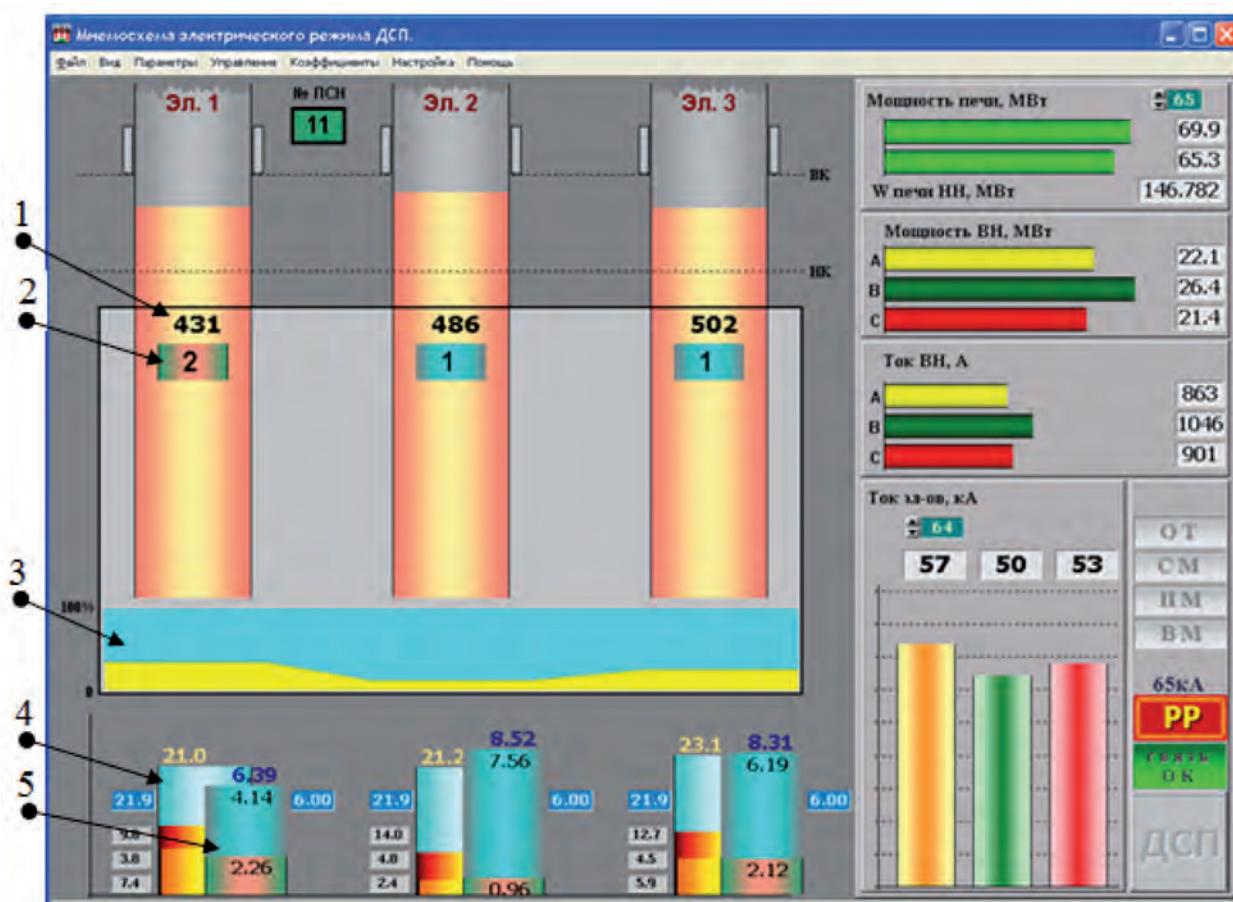 Мнемосхема электрического режима ДСП.
Файл Вид Параметры Управление Коэффициенты Настройка Помощь
Эл. 1
№ ПСН
11
Эл. 2
Эл. 3
ВК
НК
1
2
3
4
5
431
486
502
2
1
1
100%
0
21.0
6.39
4.14
21.9
6.00
3.8
7.4
2.26
21.2
8.52
7.56
21.9
6.00
14.0
4.8
2.4
0.96
23.1
8.31
6.19
21.9
6.00
12.7
4.5
5.9
2.12
Мощность печи, МВт
65
69.9
65.3
W печи НН, МВт
146.782
Мощность ВН, МВт
A 22.1
B 26.4
C 21.4
Ток ВН, А
A 863
B 1046
C 901
Ток эл-ов, кА
64
57 50 53
ОТ
СМ
ПМ
ВМ
65кА
РР
связь
ОК
ДСП